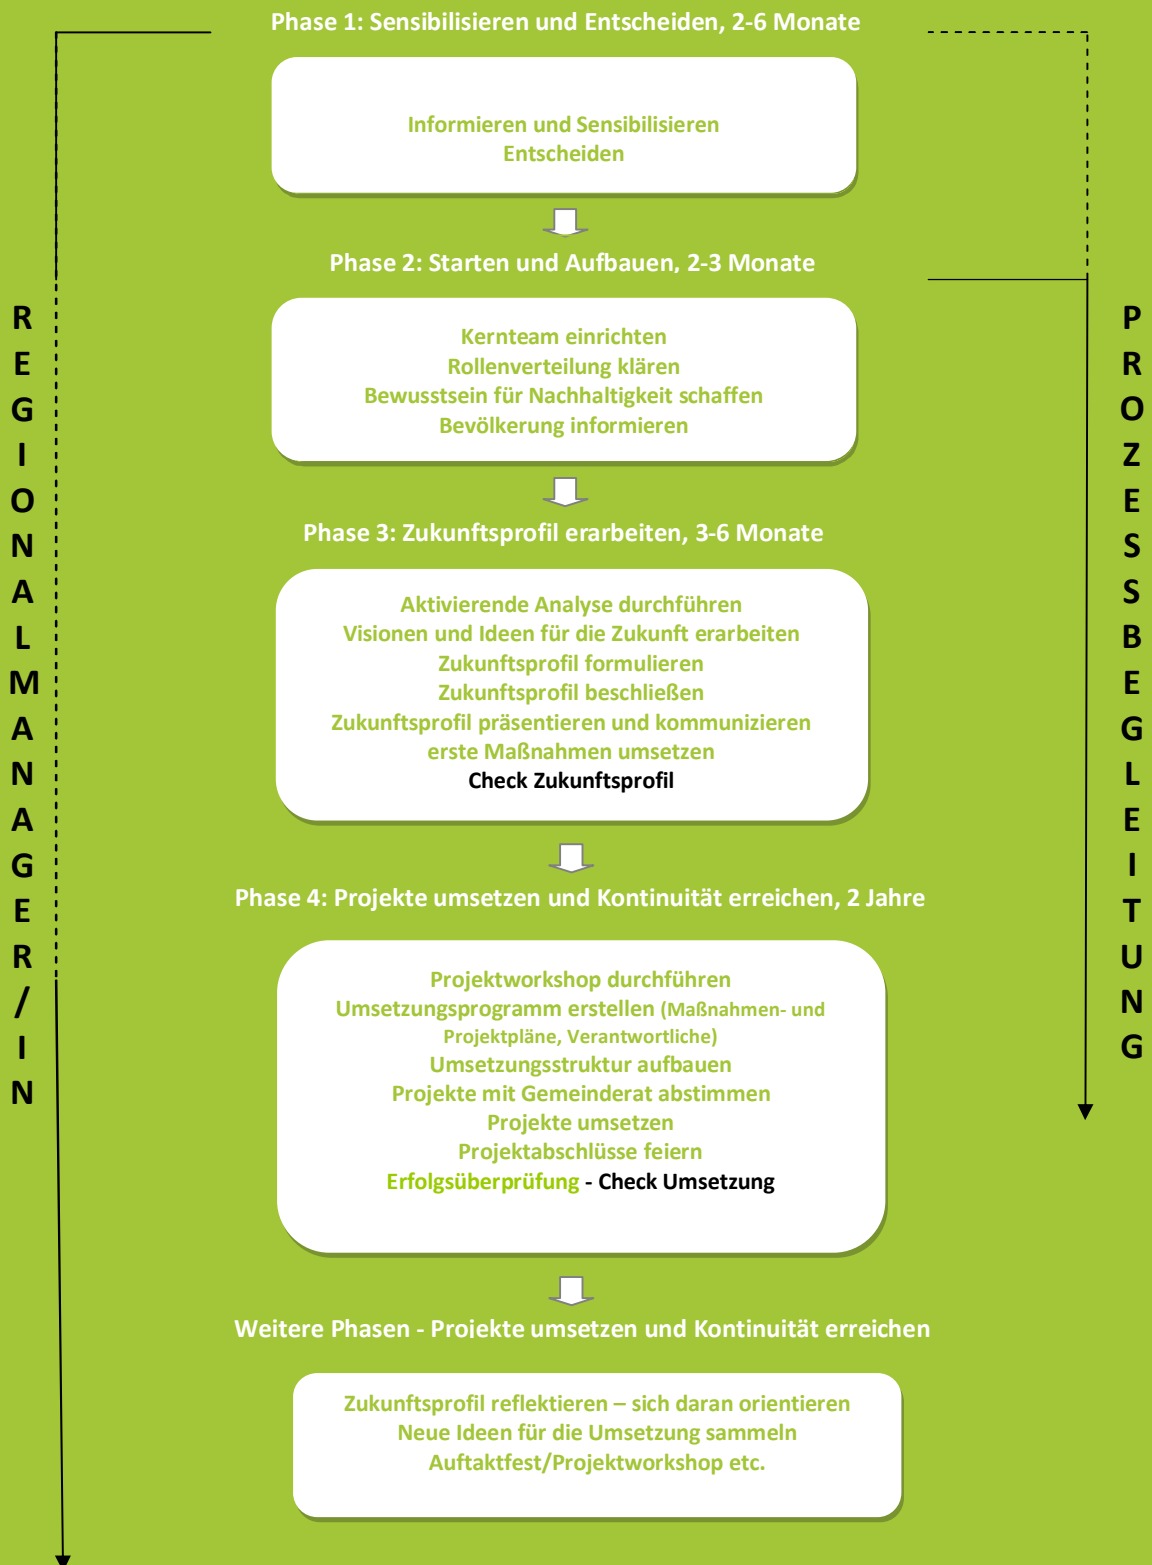 Phase 1: Sensibilisieren und Entscheiden, 2-6 Monate
Informieren und Sensibilisieren
Entscheiden
Phase 2: Starten und Aufbauen, 2-3 Monate
Kernteam einrichten
Rollenverteilung klären
Bewusstsein für Nachhaltigkeit schaffen
Bevölkerung informieren
Phase 3: Zukunftsprofil erarbeiten, 3-6 Monate
Aktivierende Analyse durchführen
Visionen und Ideen für die Zukunft erarbeiten
Zukunftsprofil formulieren
Zukunftsprofil beschließen
Zukunftsprofil präsentieren und kommunizieren
erste Maßnahmen umsetzen
Check Zukunftsprofil
Phase 4: Projekte umsetzen und Kontinuität erreichen, 2 Jahre
Projektworkshop durchführen
Umsetzungsprogramm erstellen (Maßnahmen- und
Projektpläne, Verantwortliche)
Umsetzungsstruktur aufbauen
Projekte mit Gemeinderat abstimmen
Projekte umsetzen
Projektabschlüsse feiern
Erfolgsüberprüfung - Check Umsetzung
Weitere Phasen - Projekte umsetzen und Kontinuität erreichen
Zukunftsprofil reflektieren – sich daran orientieren
Neue Ideen für die Umsetzung sammeln
Auftaktfest/Projektworkshop etc.
REGIONALMANAGER/IN
PROZESSBEGLEITUNG